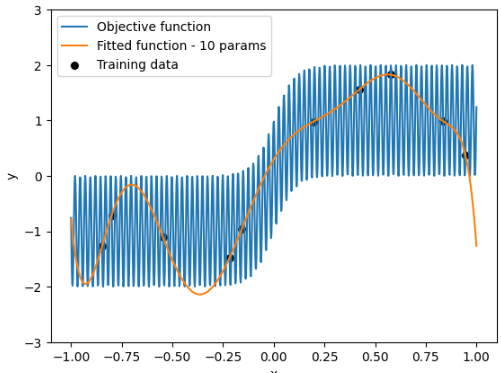 3
2
1
0
−1
−2
−3
y
Objective function
Fitted function - 10 params
Training data
−1.00 −0.75 −0.50 −0.25 0.00 0.25 0.50 0.75 1.00